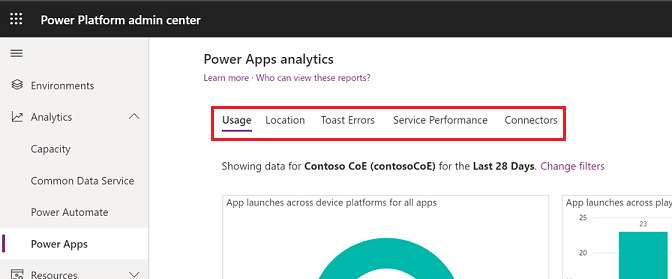 Power Platform admin center
Power Apps analytics
Learn more · Who can view these reports?
Environments
Analytics
Capacity
Common Data Service
Power Automate
Power Apps
Resources
Usage Location Toast Errors Service Performance Connectors
Showing data for Contoso CoE (contosoCoE) for the Last 28 Days. Change filters
App launches across device platforms for all apps
App launches across play
25
23
20
15